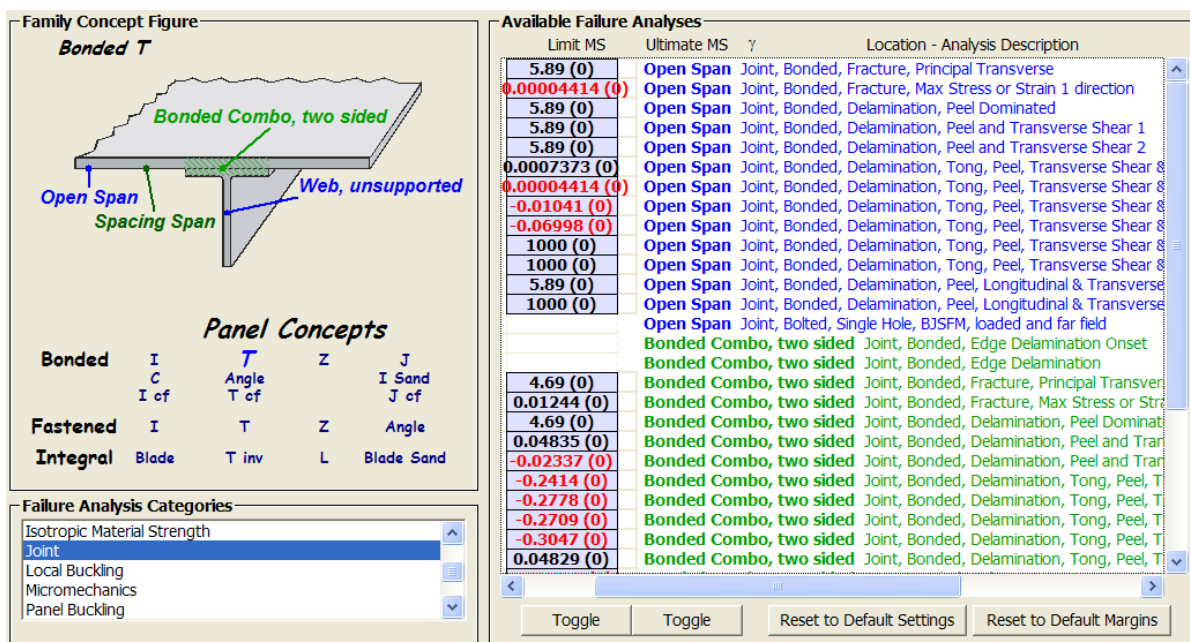 Family Concept Figure
Bonded T
Bonded Combo, two sided
Open Span
Web, unsupported
Spacing Span
Panel Concepts
Bonded I T Z J
C Angle I Sand
I cf T cf J cf
Fastened I T Z Angle
Integral Blade T inv L Blade Sand
Failure Analysis Categories
Isotropic Material Strength
Joint
Local Buckling
Micromechanics
Panel Buckling
Available Failure Analyses
Limit MS Ultimate MS γ Location - Analysis Description
5.89 (0) Open Span Joint, Bonded, Fracture, Principal Transverse
0.00004414 (0) Open Span Joint, Bonded, Fracture, Max Stress or Strain 1 direction
5.89 (0) Open Span Joint, Bonded, Delamination, Peel Dominated
5.89 (0) Open Span Joint, Bonded, Delamination, Peel and Transverse Shear 1
5.89 (0) Open Span Joint, Bonded, Delamination, Peel and Transverse Shear 2
0.0007373 (0) Open Span Joint, Bonded, Delamination, Tong, Peel, Transverse Shear &
0.00004414 (0) Open Span Joint, Bonded, Delamination, Tong, Peel, Transverse Shear &
-0.01041 (0) Open Span Joint, Bonded, Delamination, Tong, Peel, Transverse Shear &
-0.06998 (0) Open Span Joint, Bonded, Delamination, Tong, Peel, Transverse Shear &
1000 (0) Open Span Joint, Bonded, Delamination, Tong, Peel, Transverse Shear &
1000 (0) Open Span Joint, Bonded, Delamination, Tong, Peel, Transverse Shear &
5.89 (0) Open Span Joint, Bonded, Delamination, Peel, Longitudinal & Transverse
1000 (0) Open Span Joint, Bonded, Delamination, Peel, Longitudinal & Transverse
Open Span Joint, Bolted, Single Hole, BJSFM, loaded and far field
Bonded Combo, two sided Joint, Bonded, Edge Delamination Onset
Bonded Combo, two sided Joint, Bonded, Edge Delamination
4.69 (0) Bonded Combo, two sided Joint, Bonded, Fracture, Principal Transver
0.01244 (0) Bonded Combo, two sided Joint, Bonded, Fracture, Max Stress or Stra
4.69 (0) Bonded Combo, two sided Joint, Bonded, Delamination, Peel Dominat
0.04835 (0) Bonded Combo, two sided Joint, Bonded, Delamination, Peel and Tran
-0.02337 (0) Bonded Combo, two sided Joint, Bonded, Delamination, Peel and Tran
-0.2414 (0) Bonded Combo, two sided Joint, Bonded, Delamination, Tong, Peel, T
-0.2778 (0) Bonded Combo, two sided Joint, Bonded, Delamination, Tong, Peel, T
-0.2709 (0) Bonded Combo, two sided Joint, Bonded, Delamination, Tong, Peel, T
-0.3047 (0) Bonded Combo, two sided Joint, Bonded, Delamination, Tong, Peel, T
0.04829 (0) Bonded Combo, two sided Joint, Bonded, Delamination, Tong, Peel, T
Toggle Toggle Reset to Default Settings Reset to Default Margins